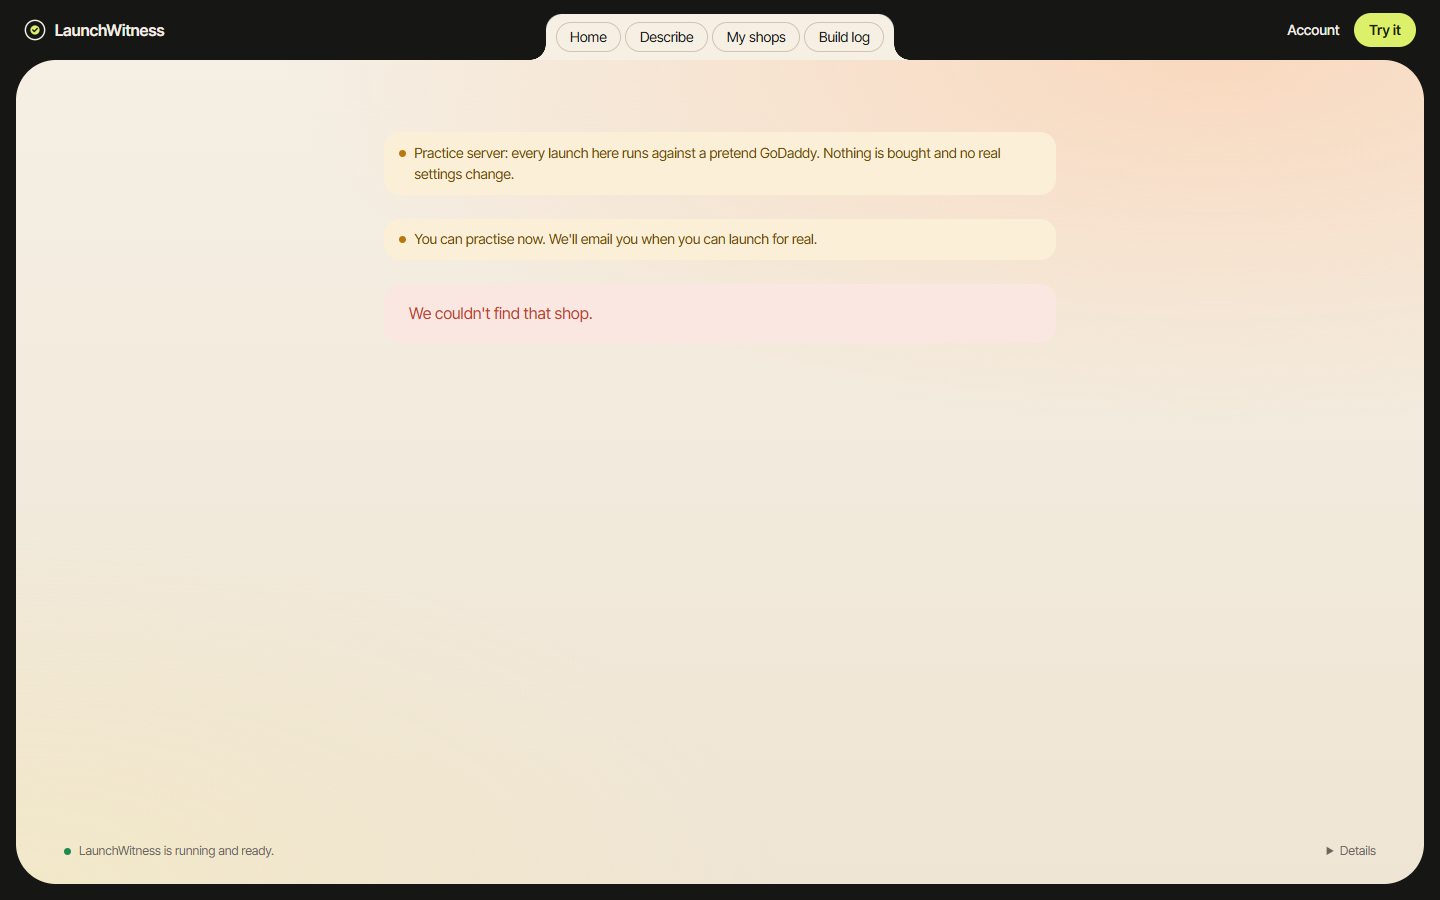 LaunchWitness
Home
Describe
My shops
Build log
Account
Try it
Practice server: every launch here runs against a pretend GoDaddy. Nothing is bought and no real
settings change.
You can practise now. We'll email you when you can launch for real.
We couldn't find that shop.
LaunchWitness is running and ready.
Details